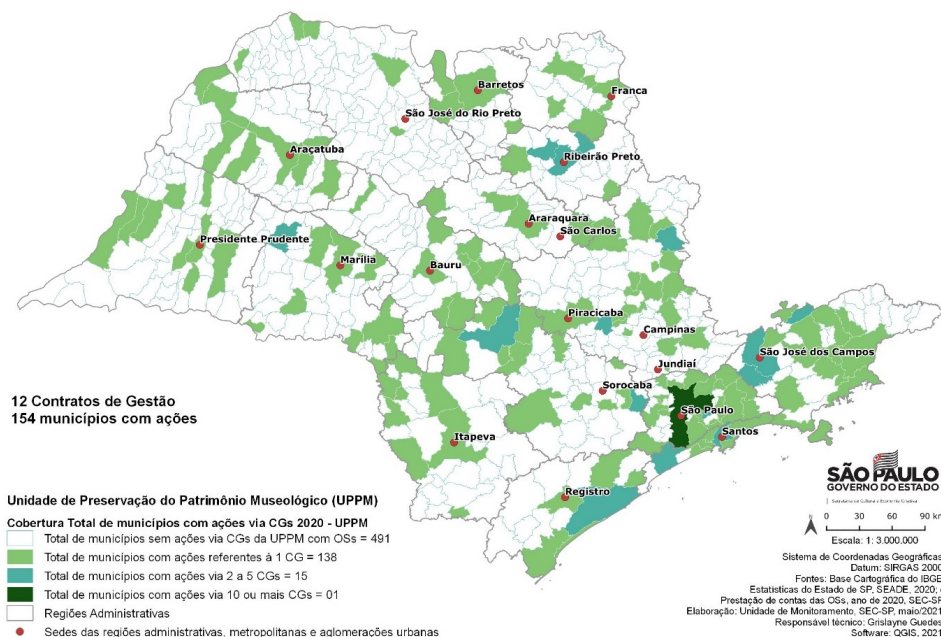 Barretos
Franca
São José do Rio Preto
Araçatuba
Ribeirão Preto
Araraquara
São Carlos
Presidente Prudente
Marília
Bauru
Piracicaba
Campinas
São José dos Campos
Jundiaí
Sorocaba
São Paulo
Santos
Itapeva
Registro
12 Contratos de Gestão
154 municípios com ações
Unidade de Preservação do Patrimônio Museológico (UPPM)
Cobertura Total de municípios com ações via CGs 2020 - UPPM
Total de municípios sem ações via CGs da UPPM com OSs = 491
Total de municípios com ações referentes à 1 CG = 138
Total de municípios com ações via 2 a 5 CGs = 15
Total de municípios com ações via 10 ou mais CGs = 01
Regiões Administrativas
Sedes das regiões administrativas, metropolitanas e aglomerações urbanas
SÃO PAULO
GOVERNO DO ESTADO
Secretaria de Cultura e Economia Criativa
N
0 30 60 90 km
Escala: 1: 3.000.000
Sistema de Coordenadas Geográficas
Datum: SIRGAS 2000
Fontes: Base Cartográfica do IBGE
Estatísticas do Estado de SP, SEADE, 2020; e
Prestação de contas das OSs, ano de 2020, SEC-SP
Elaboração: Unidade de Monitoramento, SEC-SP, maio/2021
Responsável técnico: Grislayne Guedes
Software: QGIS, 2021